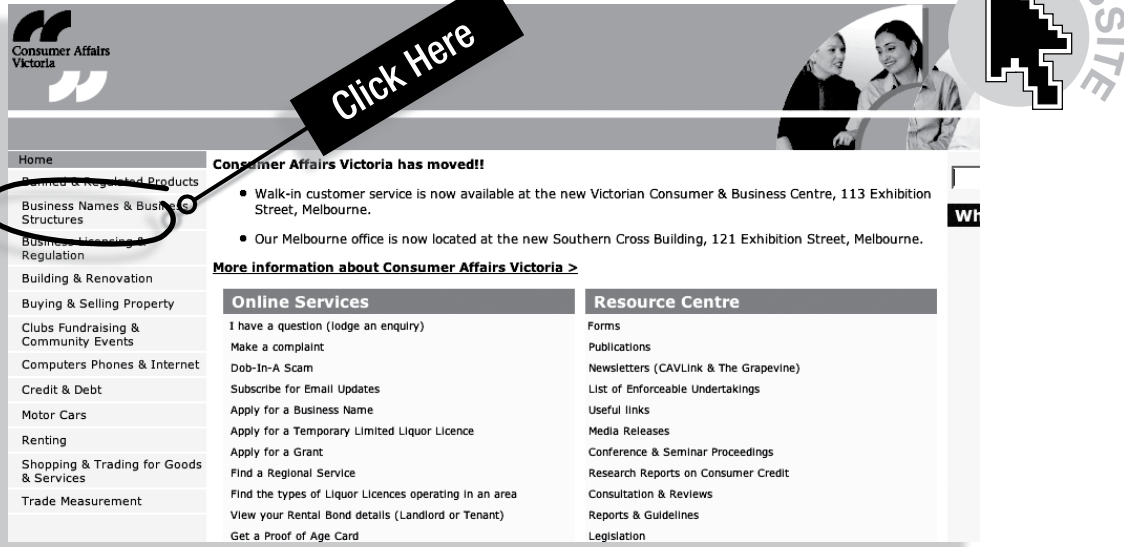 Consumer Affairs
Victoria
Click Here
SITE
Home
Banned & Regulated Products
Business Names & Business
Structures
Business Licensing &
Regulation
Building & Renovation
Buying & Selling Property
Clubs Fundraising &
Community Events
Computers Phones & Internet
Credit & Debt
Motor Cars
Renting
Shopping & Trading for Goods
& Services
Trade Measurement
Consumer Affairs Victoria has moved!!
• Walk-in customer service is now available at the new Victorian Consumer & Business Centre, 113 Exhibition
Street, Melbourne.
• Our Melbourne office is now located at the new Southern Cross Building, 121 Exhibition Street, Melbourne.
More information about Consumer Affairs Victoria >
Online Services
I have a question (lodge an enquiry)
Make a complaint
Dob-In-A Scam
Subscribe for Email Updates
Apply for a Business Name
Apply for a Temporary Limited Liquor Licence
Apply for a Grant
Find a Regional Service
Find the types of Liquor Licences operating in an area
View your Rental Bond details (Landlord or Tenant)
Get a Proof of Age Card
Resource Centre
Forms
Publications
Newsletters (CAVLink & The Grapevine)
List of Enforceable Undertakings
Useful links
Media Releases
Conference & Seminar Proceedings
Research Reports on Consumer Credit
Consultation & Reviews
Reports & Guidelines
Legislation
Wh